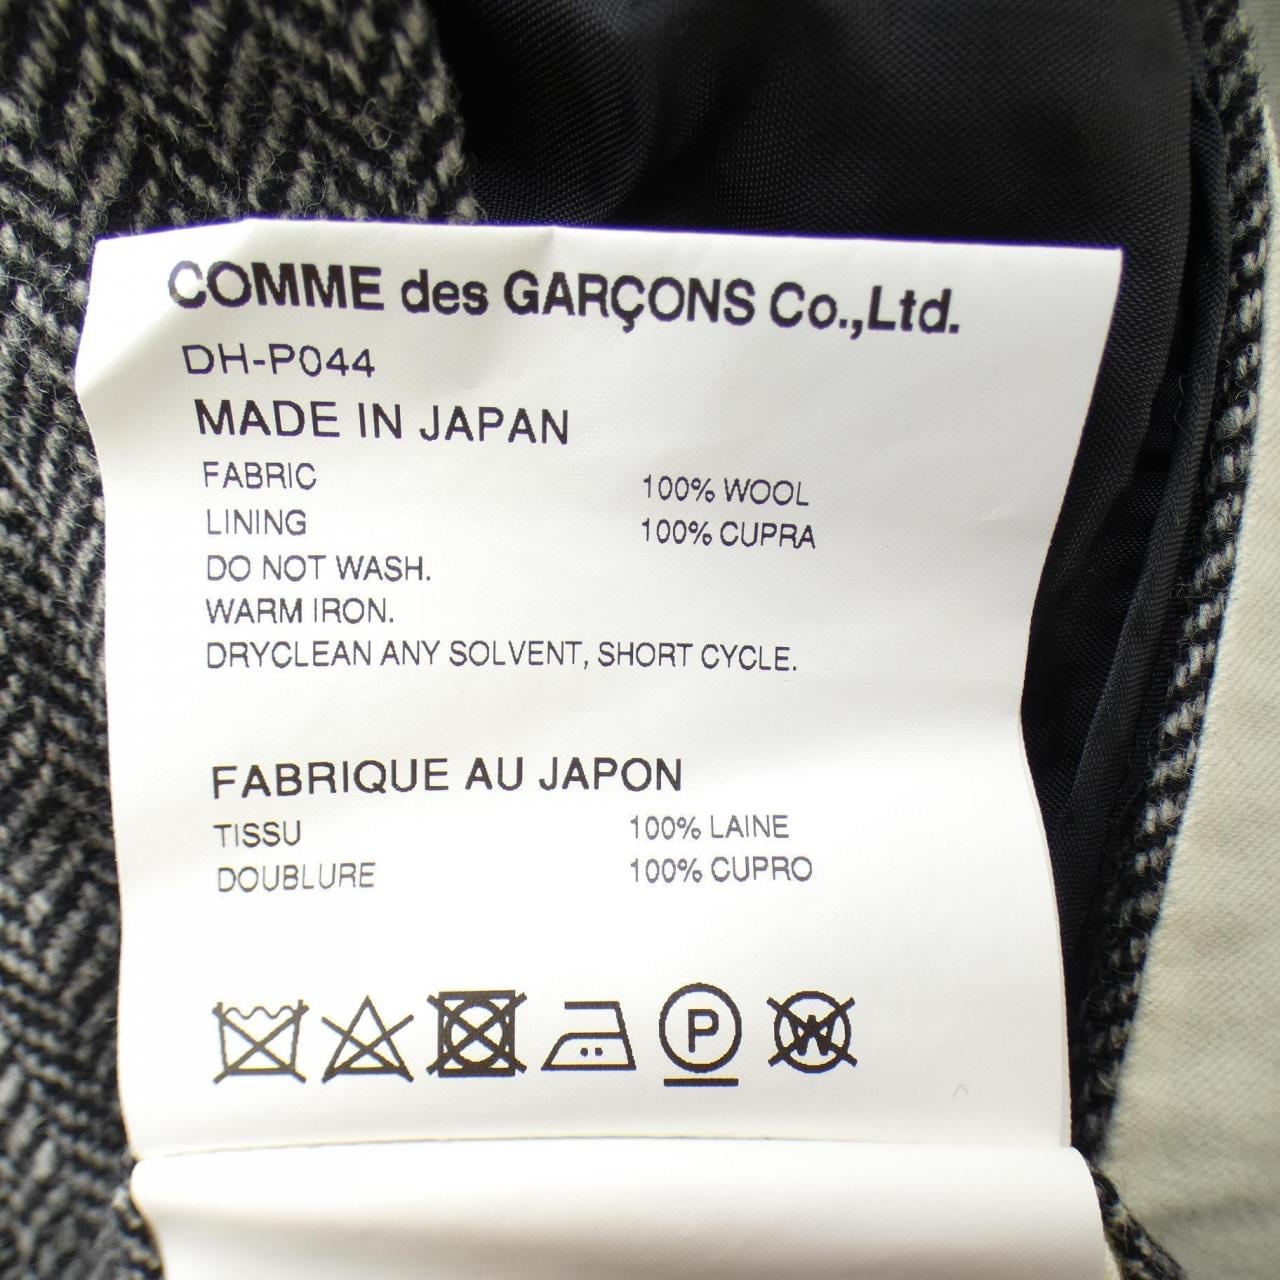 COMME des GARÇONS Co.,Ltd.
DH-P044
MADE IN JAPAN
FABRIC 100% WOOL
LINING 100% CUPRA
DO NOT WASH.
WARM IRON.
DRYCLEAN ANY SOLVENT, SHORT CYCLE.
FABRIQUE AU JAPON
TISSU 100% LAINE
DOUBLURE 100% CUPRO
P W